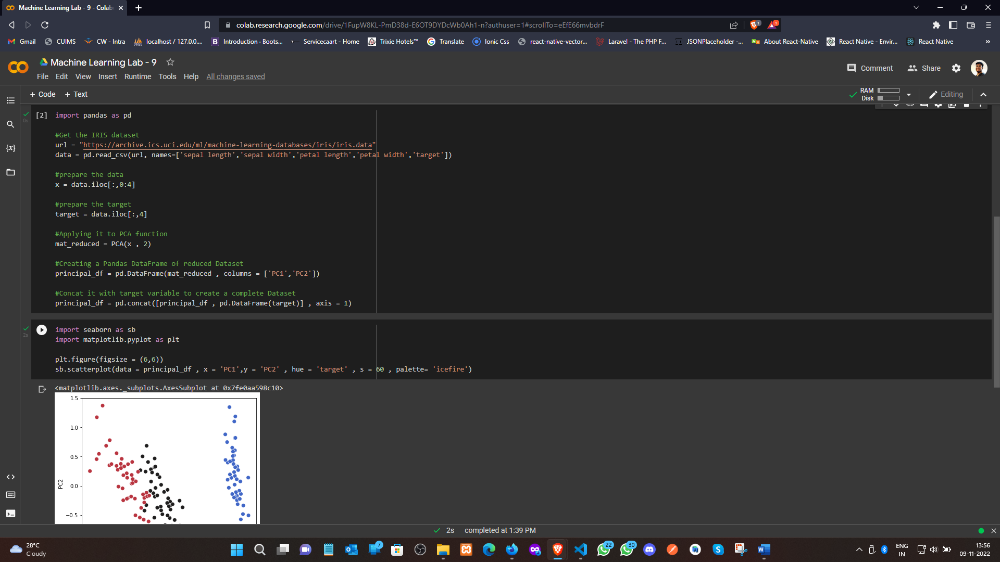 Machine Learning Lab - 9 - Colab
colab.research.google.com/drive/1FupW8KL-PmD38d-E6OT9DYDcWb0Ah1-n?authuser=1#scrollTo=eEfE66mvbdrF
1
1
Gmail CUIMS CW - Intra localhost / 127.0.0.... Introduction · Boots... Servicecaart - Home Trixie Hotels™ Translate Ionic Css react-native-vector... Laravel - The PHP F... JSONPlaceholder -... About React-Native React Native - Envir... React Native »
Machine Learning Lab - 9
Comment Share
File Edit View Insert Runtime Tools Help All changes saved
+ Code + Text
RAM
Disk
Editing
[2] import pandas as pd
0s
#Get the IRIS dataset
url = "https://archive.ics.uci.edu/ml/machine-learning-databases/iris/iris.data"
data = pd.read_csv(url, names=['sepal length','sepal width','petal length','petal width','target'])
#prepare the data
x = data.iloc[:,0:4]
#prepare the target
target = data.iloc[:,4]
#Applying it to PCA function
mat_reduced = PCA(x , 2)
#Creating a Pandas DataFrame of reduced Dataset
principal_df = pd.DataFrame(mat_reduced , columns = ['PC1','PC2'])
#Concat it with target variable to create a complete Dataset
principal_df = pd.concat([principal_df , pd.DataFrame(target)] , axis = 1)
import seaborn as sb
2s
import matplotlib.pyplot as plt
plt.figure(figsize = (6,6))
sb.scatterplot(data = principal_df , x = 'PC1',y = 'PC2' , hue = 'target' , s = 60 , palette= 'icefire')
<matplotlib.axes._subplots.AxesSubplot at 0x7fe0aa598c10>
1.5
1.0
0.5
0.0
−0.5
PC2
2s completed at 1:39 PM
28°C
Cloudy
7
22
30
ENG
IN
13:56
09-11-2022